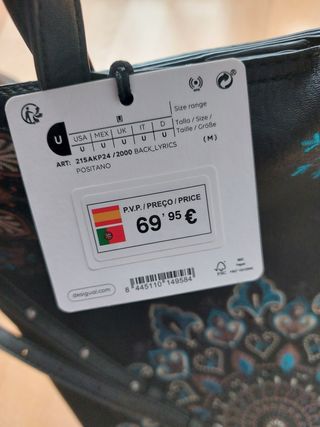 U
USA MEX UK IT D
U U U U U
Size range
Talla / Size /
Taille / Größe
(M)
ART: 21SAKP24 / 2000 BACK_LYRICS
POSITANO
P.V.P. / PREÇO / PRICE
69'95 €
desigual.com
8 445110 149584
FSC